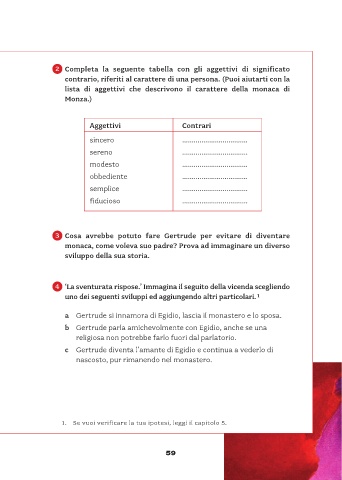 2 Completa la seguente tabella con gli aggettivi di significato
contrario, riferiti al carattere di una persona. (Puoi aiutarti con la
lista di aggettivi che descrivono il carattere della monaca di
Monza.)
Aggettivi Contrari
sincero ...................................
sereno ...................................
modesto ...................................
obbediente ...................................
semplice ...................................
fiducioso ...................................
3 Cosa avrebbe potuto fare Gertrude per evitare di diventare
monaca, come voleva suo padre? Prova ad immaginare un diverso
sviluppo della sua storia.
4 'La sventurata rispose.' Immagina il seguito della vicenda scegliendo
uno dei seguenti sviluppi ed aggiungendo altri particolari.¹
a Gertrude si innamora di Egidio, lascia il monastero e lo sposa.
b Gertrude parla amichevolmente con Egidio, anche se una
religiosa non potrebbe farlo fuori dal parlatorio.
c Gertrude diventa l'amante di Egidio e continua a vederlo di
nascosto, pur rimanendo nel monastero.
1. Se vuoi verificare la tua ipotesi, leggi il capitolo 5.
59